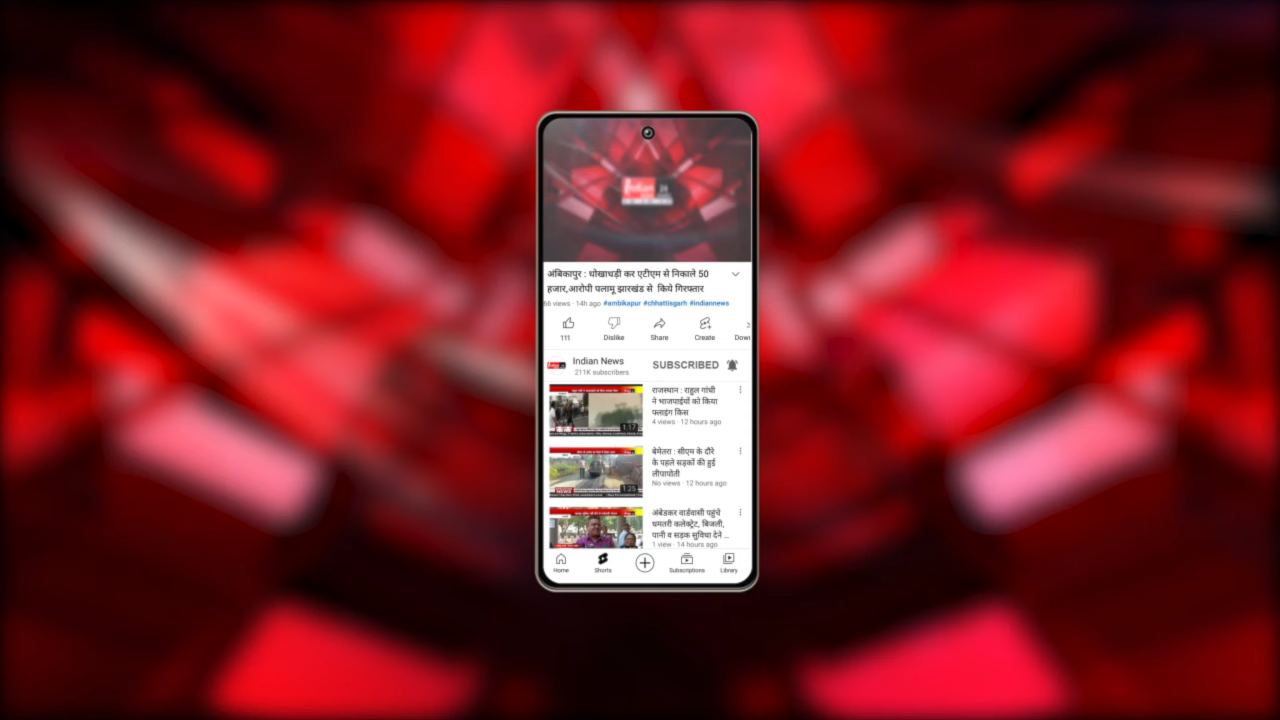 Indian 24
अंबिकापुर : धोखाधड़ी कर एटीएम से निकाले 50
हजार,आरोपी पलामू झारखंड से किये गिरफ्तार
66 views · 14h ago #ambikapur #chhattisgarh #indiannews
111
Dislike
Share
Create
Indian News
211K subscribers
SUBSCRIBED
राजस्थान : राहुल गांधी
ने भाजपाईयों को किया
फ्लाइंग किस
4 views · 12 hours ago
1:17
बेमेतरा : सीएम के दौरे
के पहले सड़कों की हुई
लीपापोती
No views · 12 hours ago
1:25
अंबेडकर वार्डवासी पहुंचे
धमतरी कलेक्ट्रेट, बिजली,
पानी व सड़क सुविधा देने ...
1 view · 14 hours ago
Home
Shorts
Subscriptions
Library